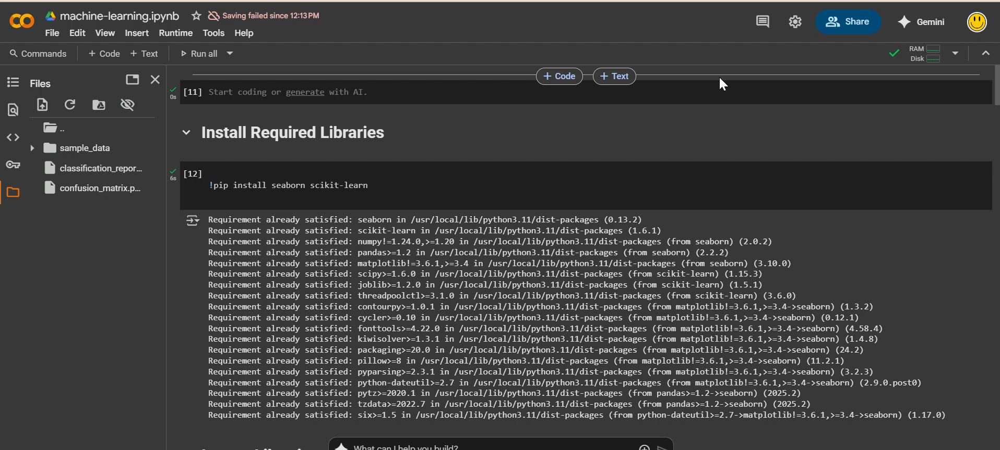 machine-learning.ipynb
Saving failed since 12:13 PM
File Edit View Insert Runtime Tools Help
Share
Gemini
Commands
+ Code + Text
Run all
RAM
Disk
Files
..
sample_data
classification_repor...
confusion_matrix.p...
+ Code + Text
0s
[11] Start coding or generate with AI.
Install Required Libraries
6s
[12]
!pip install seaborn scikit-learn
Requirement already satisfied: seaborn in /usr/local/lib/python3.11/dist-packages (0.13.2)
Requirement already satisfied: scikit-learn in /usr/local/lib/python3.11/dist-packages (1.6.1)
Requirement already satisfied: numpy!=1.24.0,>=1.20 in /usr/local/lib/python3.11/dist-packages (from seaborn) (2.0.2)
Requirement already satisfied: pandas>=1.2 in /usr/local/lib/python3.11/dist-packages (from seaborn) (2.2.2)
Requirement already satisfied: matplotlib!=3.6.1,>=3.4 in /usr/local/lib/python3.11/dist-packages (from seaborn) (3.10.0)
Requirement already satisfied: scipy>=1.6.0 in /usr/local/lib/python3.11/dist-packages (from scikit-learn) (1.15.3)
Requirement already satisfied: joblib>=1.2.0 in /usr/local/lib/python3.11/dist-packages (from scikit-learn) (1.5.1)
Requirement already satisfied: threadpoolctl>=3.1.0 in /usr/local/lib/python3.11/dist-packages (from scikit-learn) (3.6.0)
Requirement already satisfied: contourpy>=1.0.1 in /usr/local/lib/python3.11/dist-packages (from matplotlib!=3.6.1,>=3.4->seaborn) (1.3.2)
Requirement already satisfied: cycler>=0.10 in /usr/local/lib/python3.11/dist-packages (from matplotlib!=3.6.1,>=3.4->seaborn) (0.12.1)
Requirement already satisfied: fonttools>=4.22.0 in /usr/local/lib/python3.11/dist-packages (from matplotlib!=3.6.1,>=3.4->seaborn) (4.58.4)
Requirement already satisfied: kiwisolver>=1.3.1 in /usr/local/lib/python3.11/dist-packages (from matplotlib!=3.6.1,>=3.4->seaborn) (1.4.8)
Requirement already satisfied: packaging>=20.0 in /usr/local/lib/python3.11/dist-packages (from matplotlib!=3.6.1,>=3.4->seaborn) (24.2)
Requirement already satisfied: pillow>=8 in /usr/local/lib/python3.11/dist-packages (from matplotlib!=3.6.1,>=3.4->seaborn) (11.2.1)
Requirement already satisfied: pyparsing>=2.3.1 in /usr/local/lib/python3.11/dist-packages (from matplotlib!=3.6.1,>=3.4->seaborn) (3.2.3)
Requirement already satisfied: python-dateutil>=2.7 in /usr/local/lib/python3.11/dist-packages (from matplotlib!=3.6.1,>=3.4->seaborn) (2.9.0.post0)
Requirement already satisfied: pytz>=2020.1 in /usr/local/lib/python3.11/dist-packages (from pandas>=1.2->seaborn) (2025.2)
Requirement already satisfied: tzdata>=2022.7 in /usr/local/lib/python3.11/dist-packages (from pandas>=1.2->seaborn) (2025.2)
Requirement already satisfied: six>=1.5 in /usr/local/lib/python3.11/dist-packages (from python-dateutil>=2.7->matplotlib!=3.6.1,>=3.4->seaborn) (1.17.0)
What can I help you build?